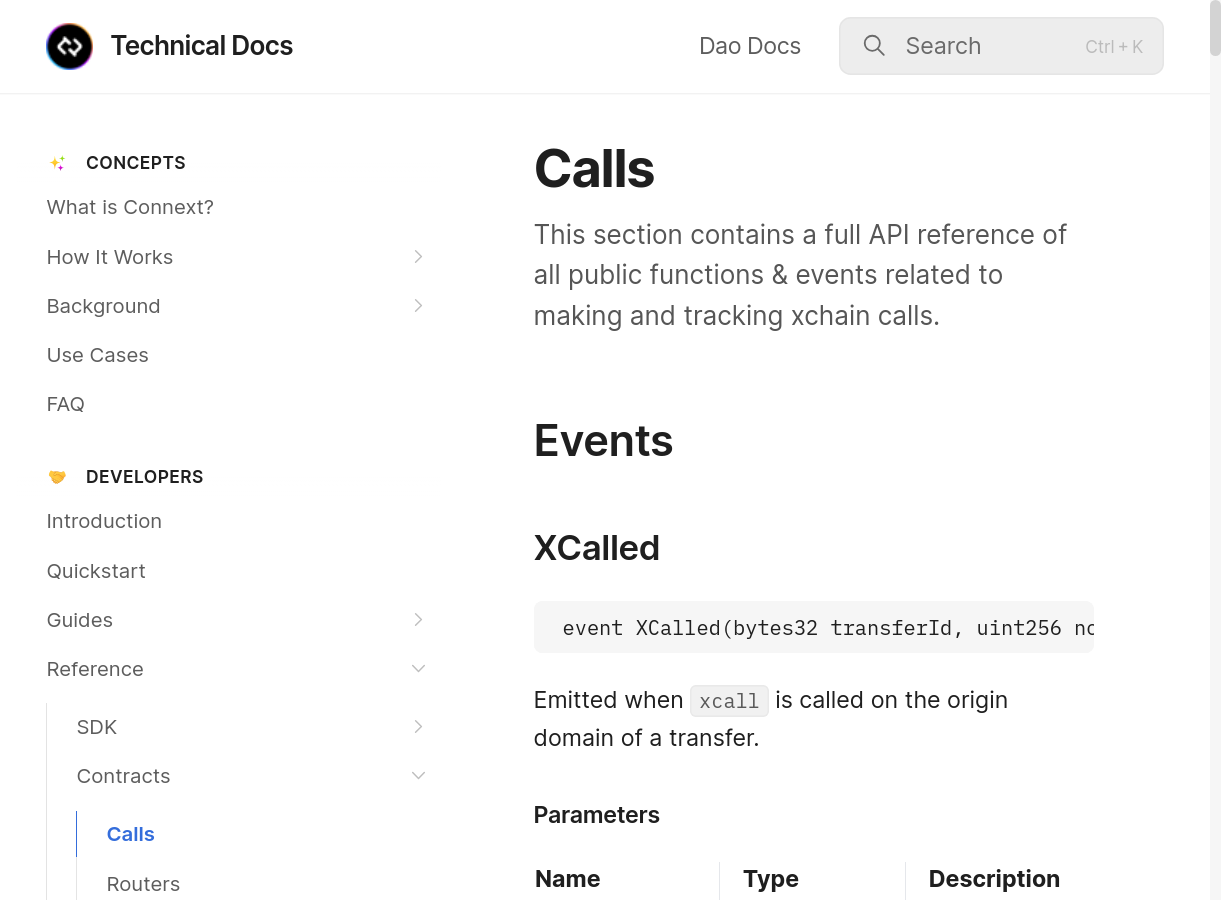 Technical Docs
Dao Docs
Search
Ctrl + K
CONCEPTS
What is Connext?
How It Works
Background
Use Cases
FAQ
DEVELOPERS
Introduction
Quickstart
Guides
Reference
SDK
Contracts
Calls
Routers
Calls
This section contains a full API reference of
all public functions & events related to
making and tracking xchain calls.
Events
XCalled
event XCalled(bytes32 transferId, uint256 no
Emitted when xcall is called on the origin
domain of a transfer.
Parameters
Name Type Description